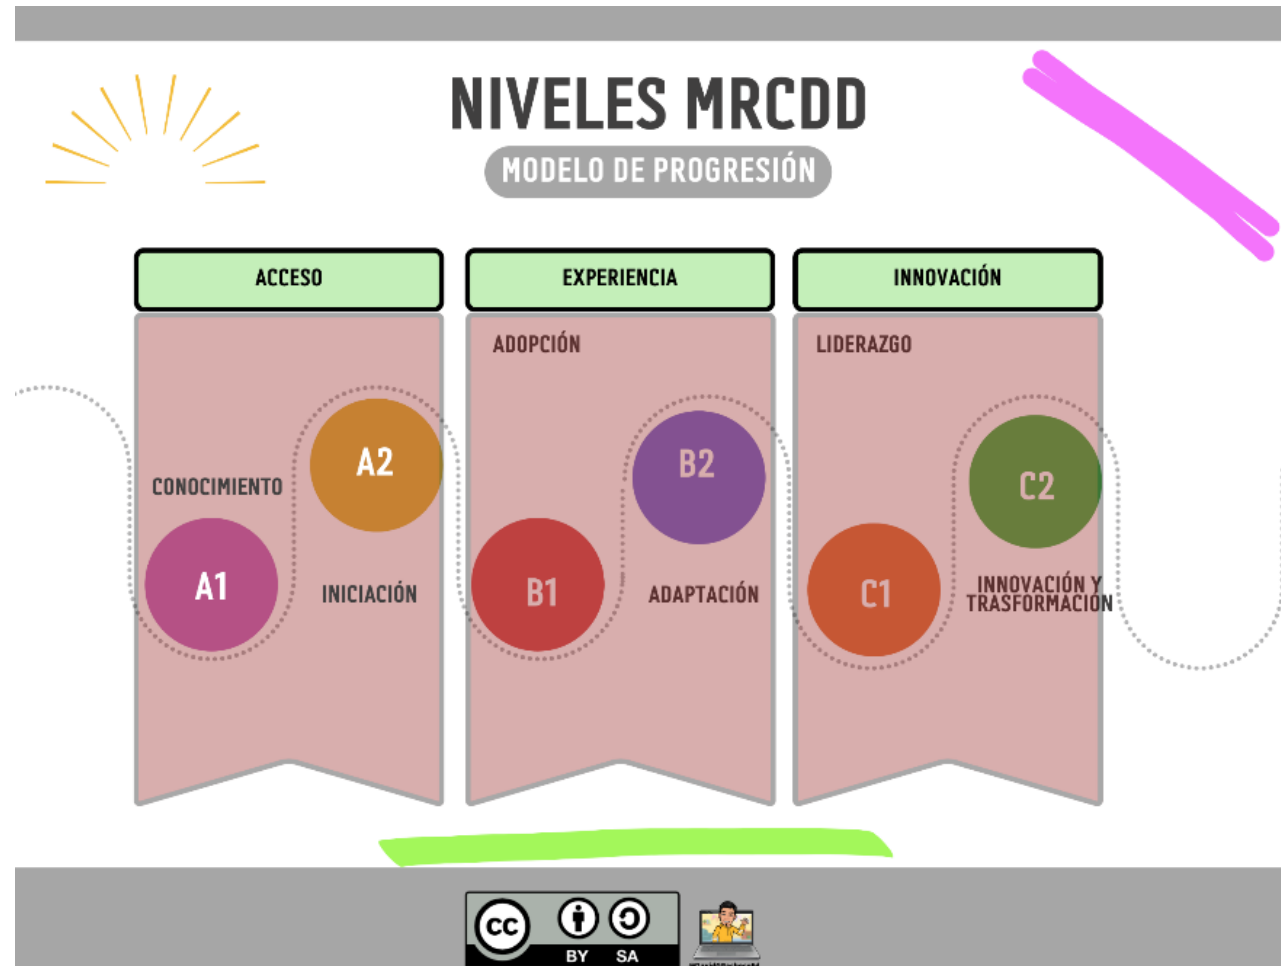 NIVELES MRCDD
MODELO DE PROGRESIÓN
ACCESO
CONOCIMIENTO
A1
A2
INICIACIÓN
EXPERIENCIA
ADOPCIÓN
B1
B2
ADAPTACIÓN
INNOVACIÓN
LIDERAZGO
C1
C2
INNOVACIÓN Y
TRASFORMACIÓN
CC
BY SA